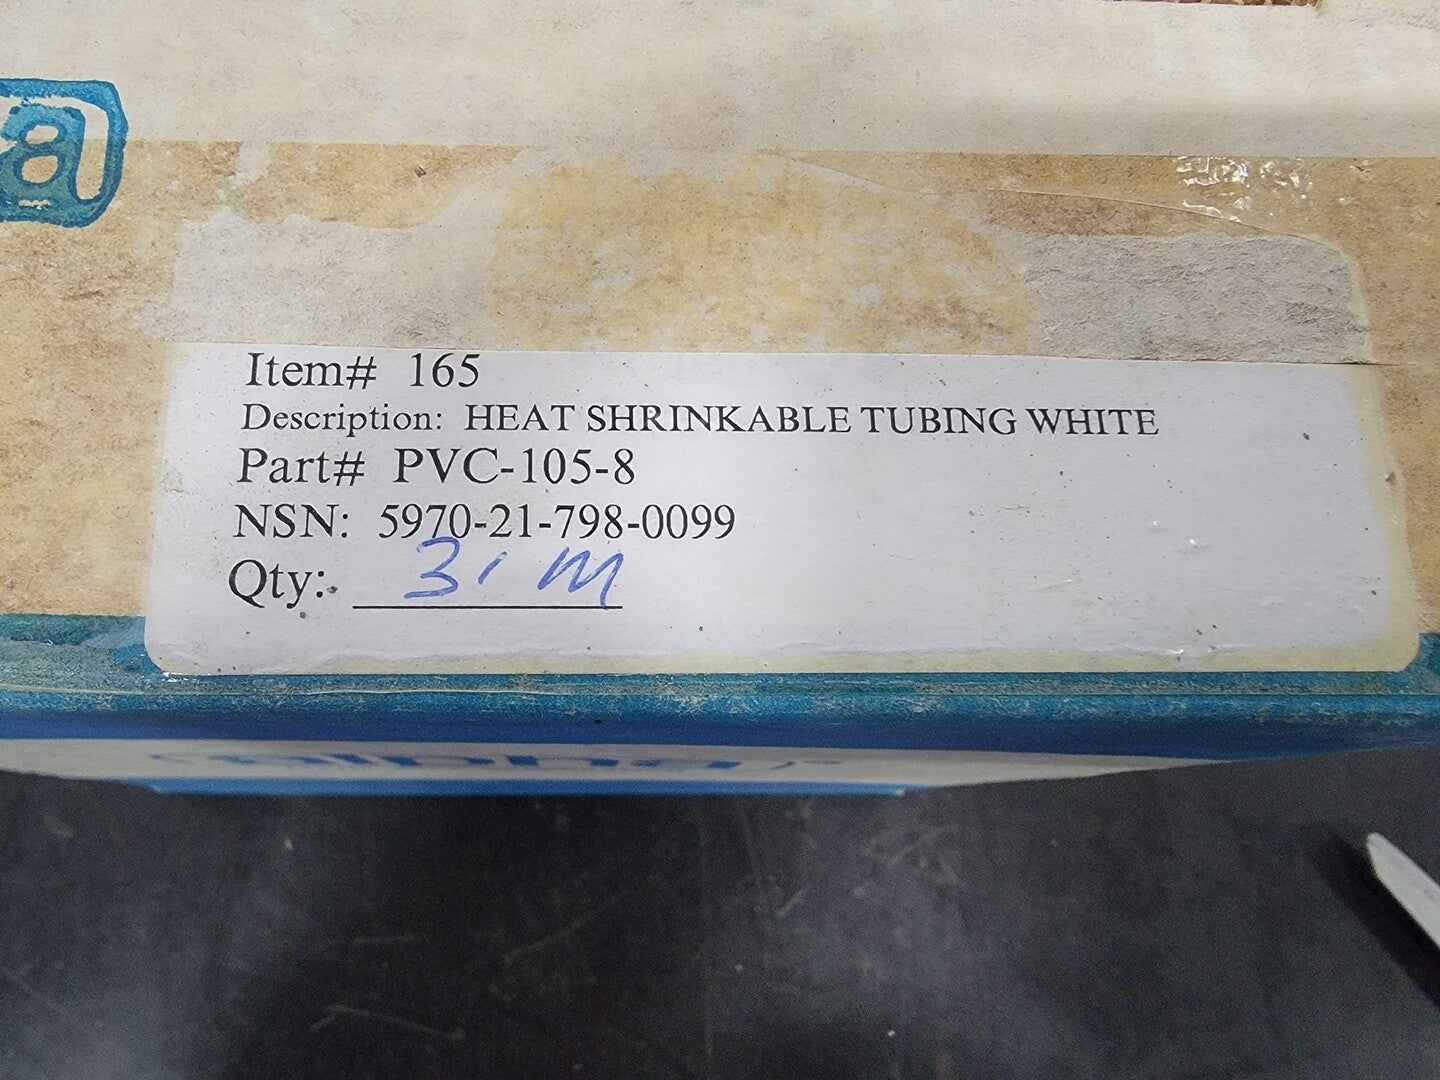 a
Item# 165
Description: HEAT SHRINKABLE TUBING WHITE
Part# PVC-105-8
NSN: 5970-21-798-0099
Qty: 31 m